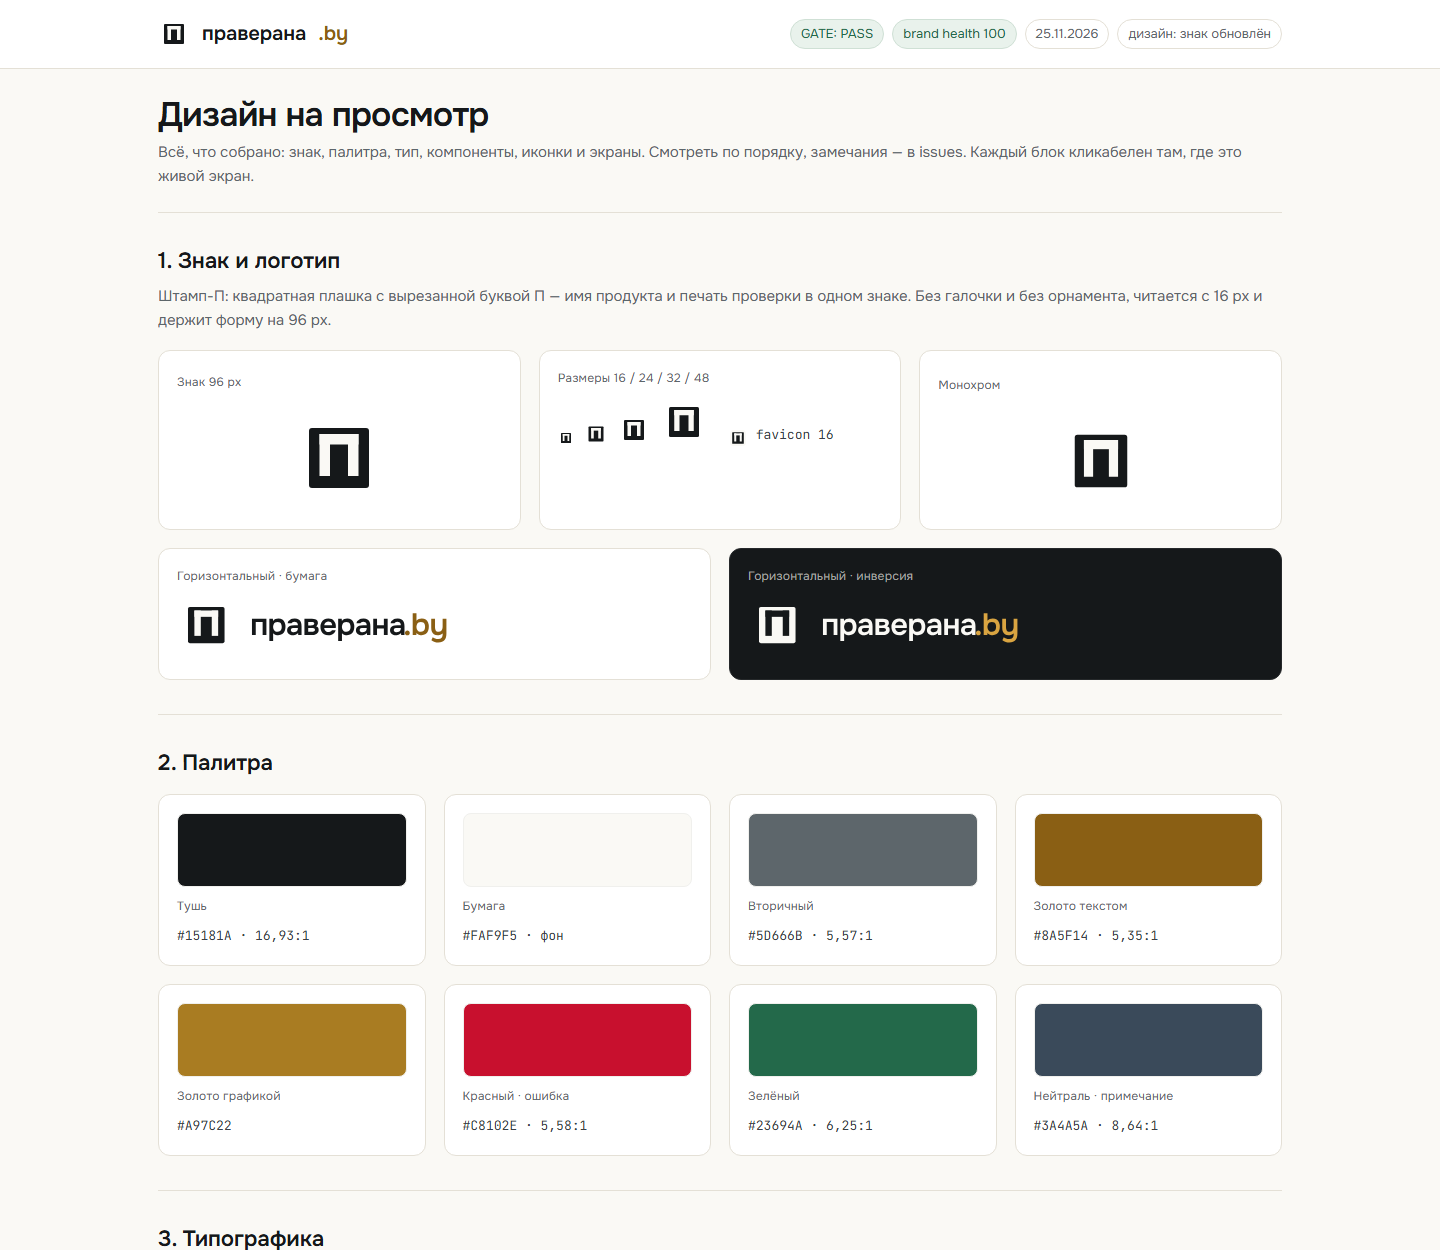 праверана .by
GATE: PASS
brand health 100
25.11.2026
дизайн: знак обновлён
Дизайн на просмотр
Всё, что собрано: знак, палитра, тип, компоненты, иконки и экраны. Смотреть по порядку, замечания — в issues. Каждый блок кликабелен там, где это
живой экран.
1. Знак и логотип
Штамп-П: квадратная плашка с вырезанной буквой П — имя продукта и печать проверки в одном знаке. Без галочки и без орнамента, читается с 16 px и
держит форму на 96 px.
Знак 96 px
Размеры 16 / 24 / 32 / 48
favicon 16
Монохром
Горизонтальный · бумага
праверана.by
Горизонтальный · инверсия
праверана.by
2. Палитра
Тушь
#15181A · 16,93:1
Бумага
#FAF9F5 · фон
Вторичный
#5D666B · 5,57:1
Золото текстом
#8A5F14 · 5,35:1
Золото графикой
#A97C22
Красный · ошибка
#C8102E · 5,58:1
Зелёный
#23694A · 6,25:1
Нейтраль · примечание
#3A4A5A · 8,64:1
3. Типографика